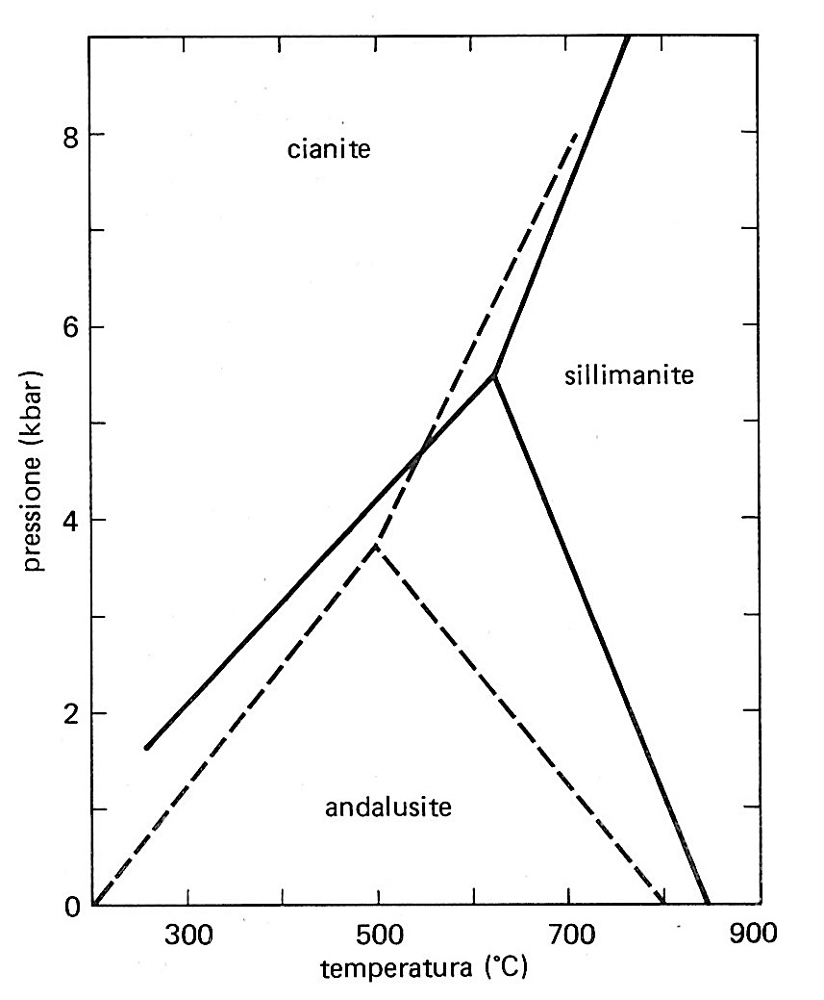 8
cianite
6
sillimanite
pressione (kbar)
4
2
andalusite
0
300
500
700
900
temperatura (°C)